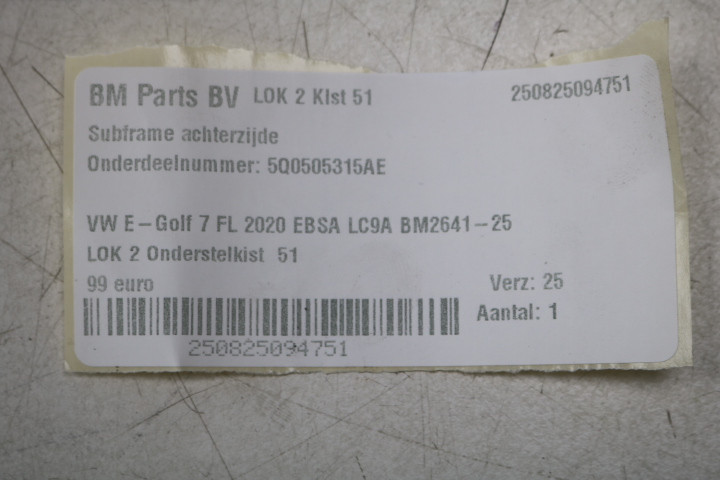 BM Parts BV LOK 2 Klst 51 250825094751
Subframe achterzijde
Onderdeelnummer: 5Q0505315AE
VW E-Golf 7 FL 2020 EBSA LC9A BM2641-25
LOK 2 Onderstelkist 51
99 euro Verz: 25
Aantal: 1
250825094751